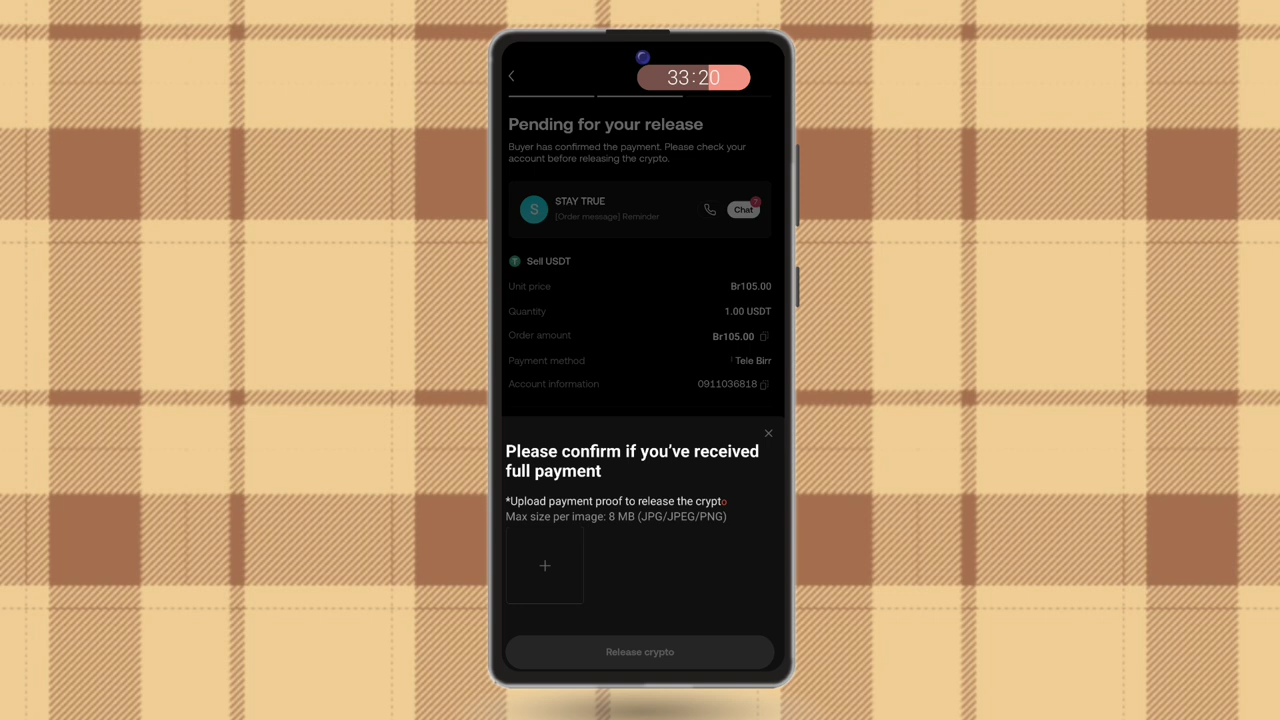 33:20
Pending for your release
Buyer has confirmed the payment. Please check your
account before releasing the crypto.
S
STAY TRUE
[Order message] Reminder
Chat
7
T
Sell USDT
Unit price Br105.00
Quantity 1.00 USDT
Order amount Br105.00
Payment method Tele Birr
Account information 0911036818
Please confirm if you’ve received
full payment
*Upload payment proof to release the crypto
Max size per image: 8 MB (JPG/JPEG/PNG)
Release crypto